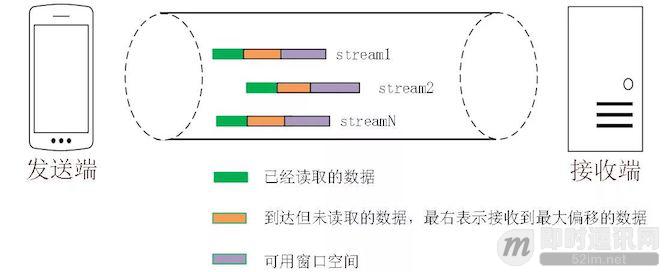 stream1
stream2
streamN
发送端
接收端
已经读取的数据
到达但未读取的数据，最右表示接收到最大偏移的数据
可用窗口空间
即时通讯网
52im.net